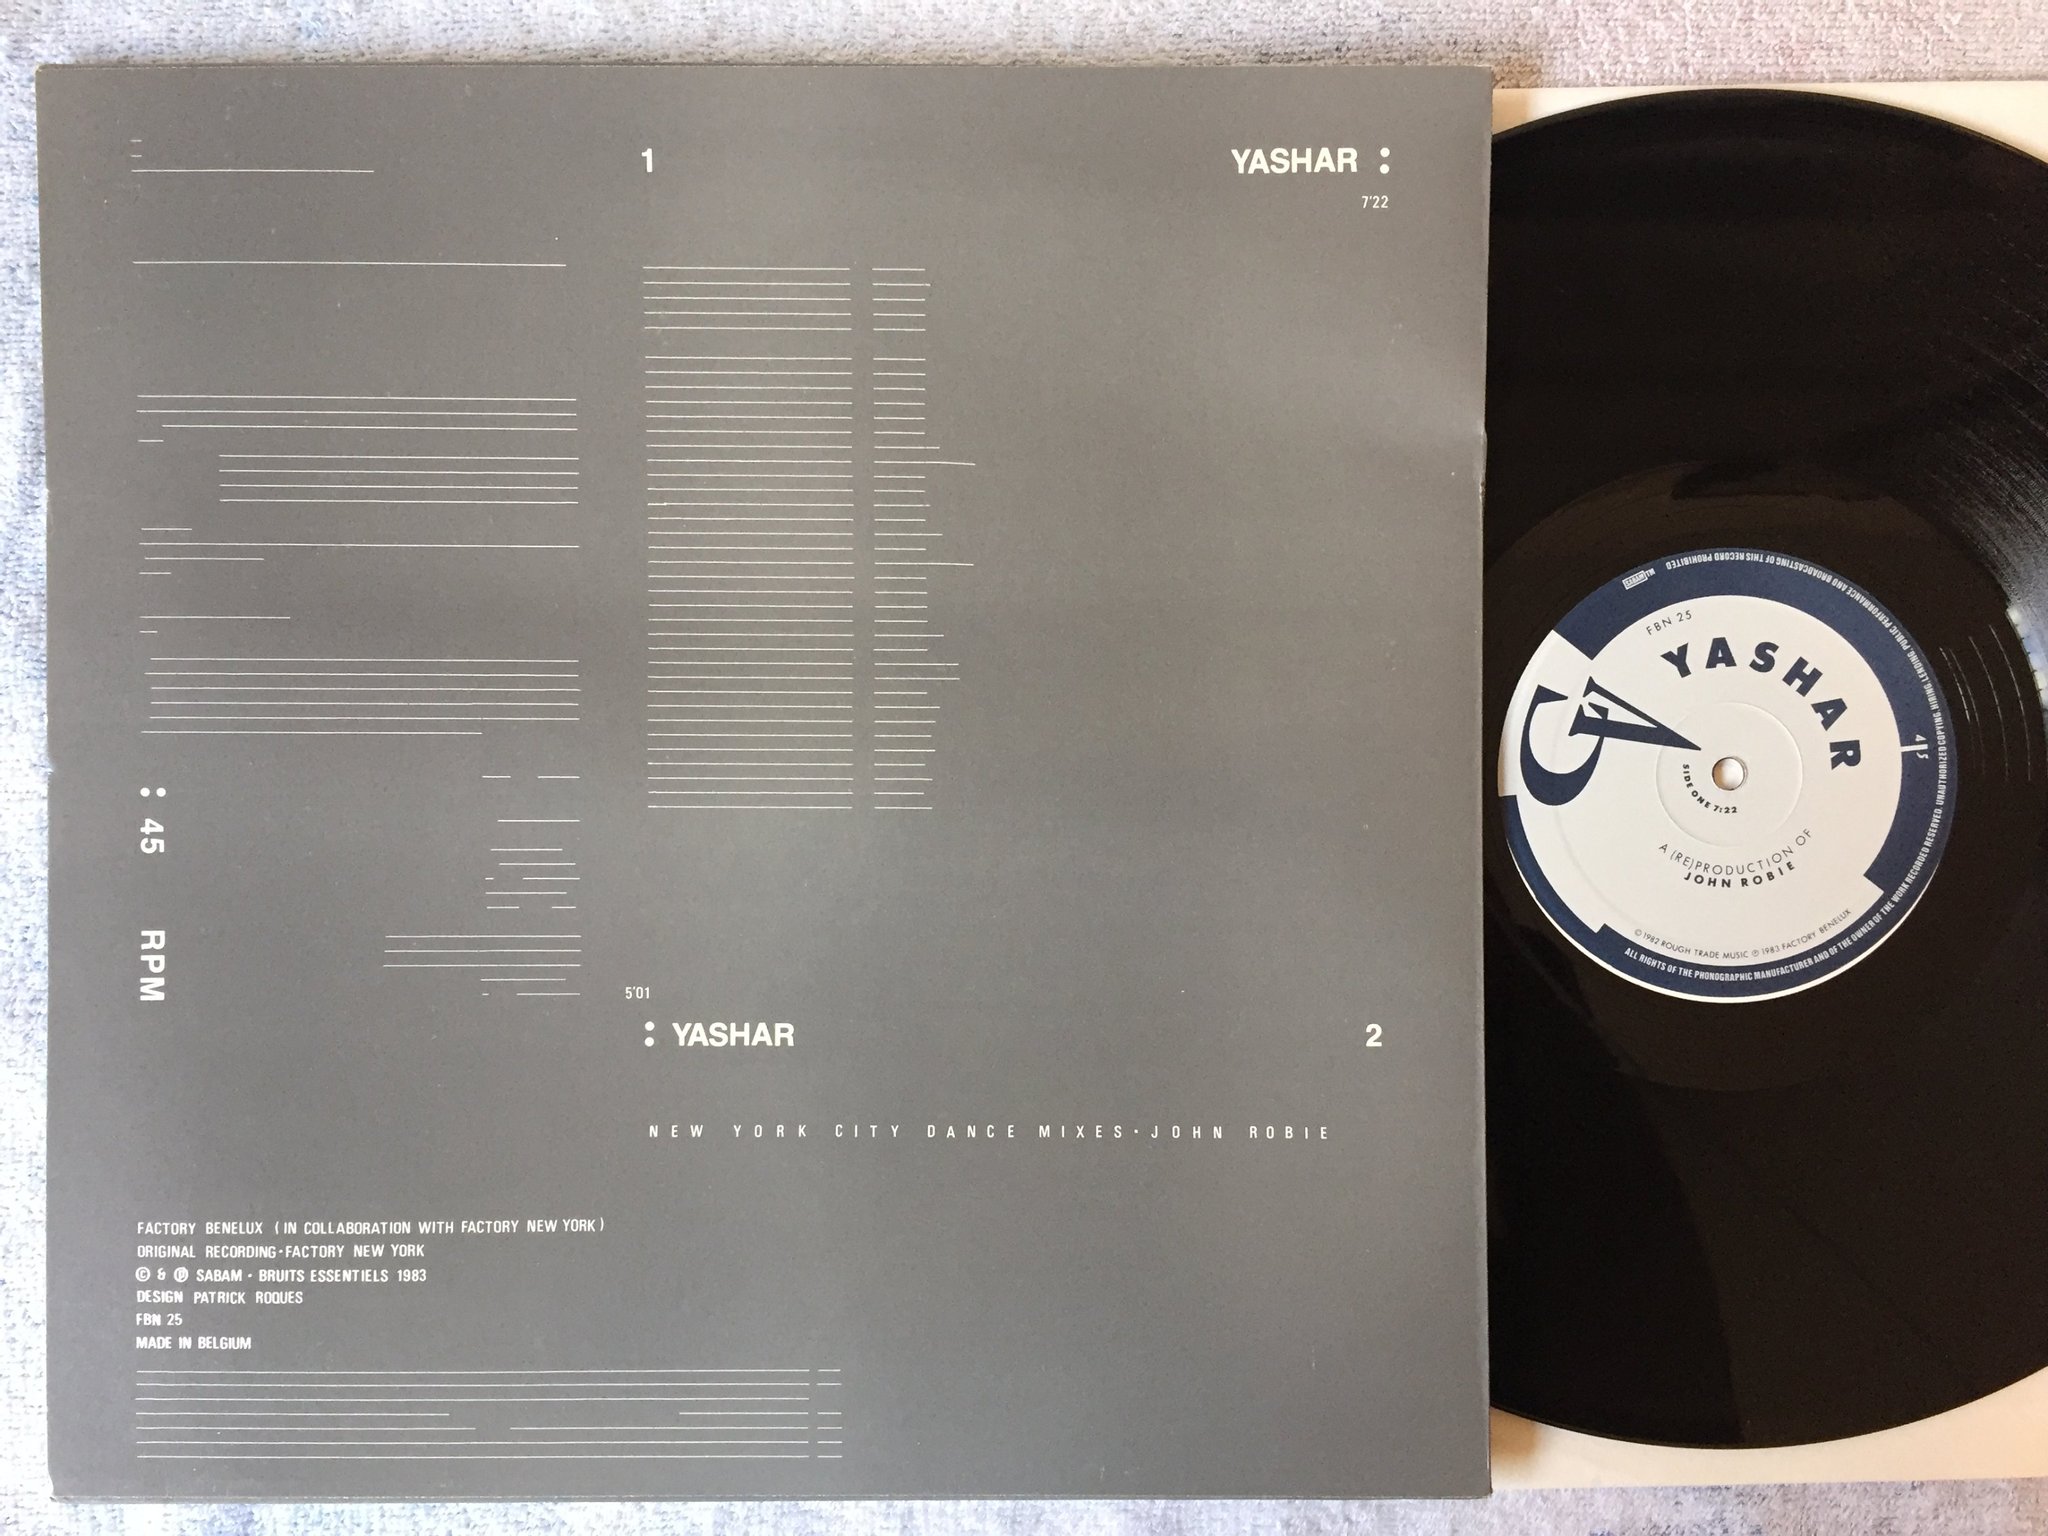 1 YASHAR :
7'22
: 45 RPM
5'01
: YASHAR 2
NEW YORK CITY DANCE MIXES·JOHN ROBIE
FACTORY BENELUX (IN COLLABORATION WITH FACTORY NEW YORK)
ORIGINAL RECORDING·FACTORY NEW YORK
© & ℗ SABAM · BRUITS ESSENTIELS 1983
DESIGN PATRICK ROQUES
FBN 25
MADE IN BELGIUM
FBN 25
YASHAR
CV
45
SIDE ONE 7:22
A (RE)PRODUCTION OF
JOHN ROBIE
© 1982 ROUGH TRADE MUSIC ℗ 1983 FACTORY BENELUX
ALL RIGHTS OF THE PHONOGRAPHIC MANUFACTURER AND OF THE OWNER OF THE WORK RECORDED RESERVED. UNAUTHORIZED COPYING, HIRING, LENDING, PUBLIC PERFORMANCE AND BROADCASTING OF THIS RECORD PROHIBITED